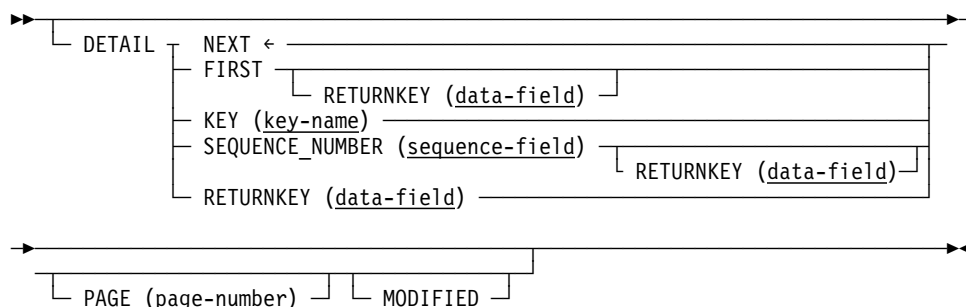 DETAIL NEXT ←
FIRST
RETURNKEY (data-field)
KEY (key-name)
SEQUENCE_NUMBER (sequence-field)
RETURNKEY (data-field)
RETURNKEY (data-field)
PAGE (page-number) MODIFIED